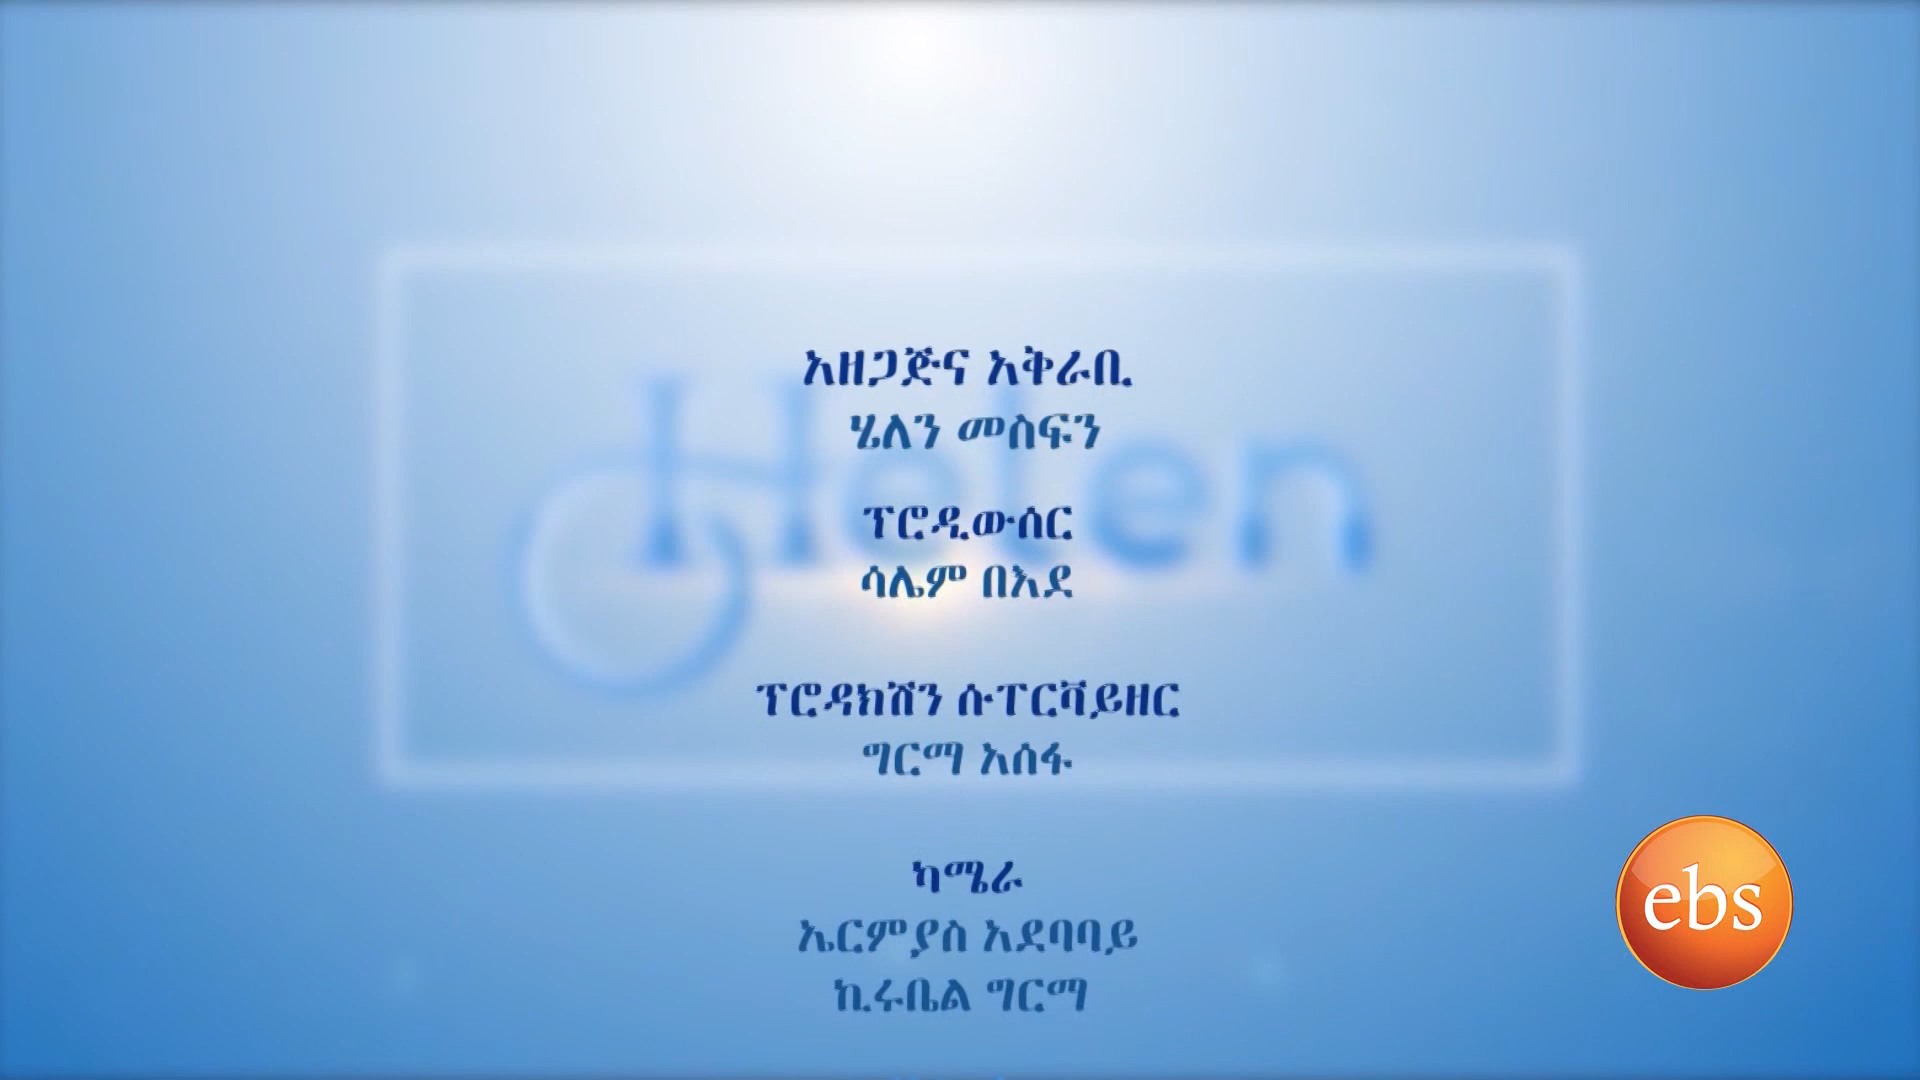 Helen
አዘጋጅና አቅራቢ
ሄለን መስፍን
ፕሮዲውሰር
ሳሌም በእደ
ፕሮዳክሽን ሱፐርቫይዘር
ግርማ አሰፋ
ካሜራ
ኤርምያስ አደባባይ
ኪሩቤል ግርማ
ebs